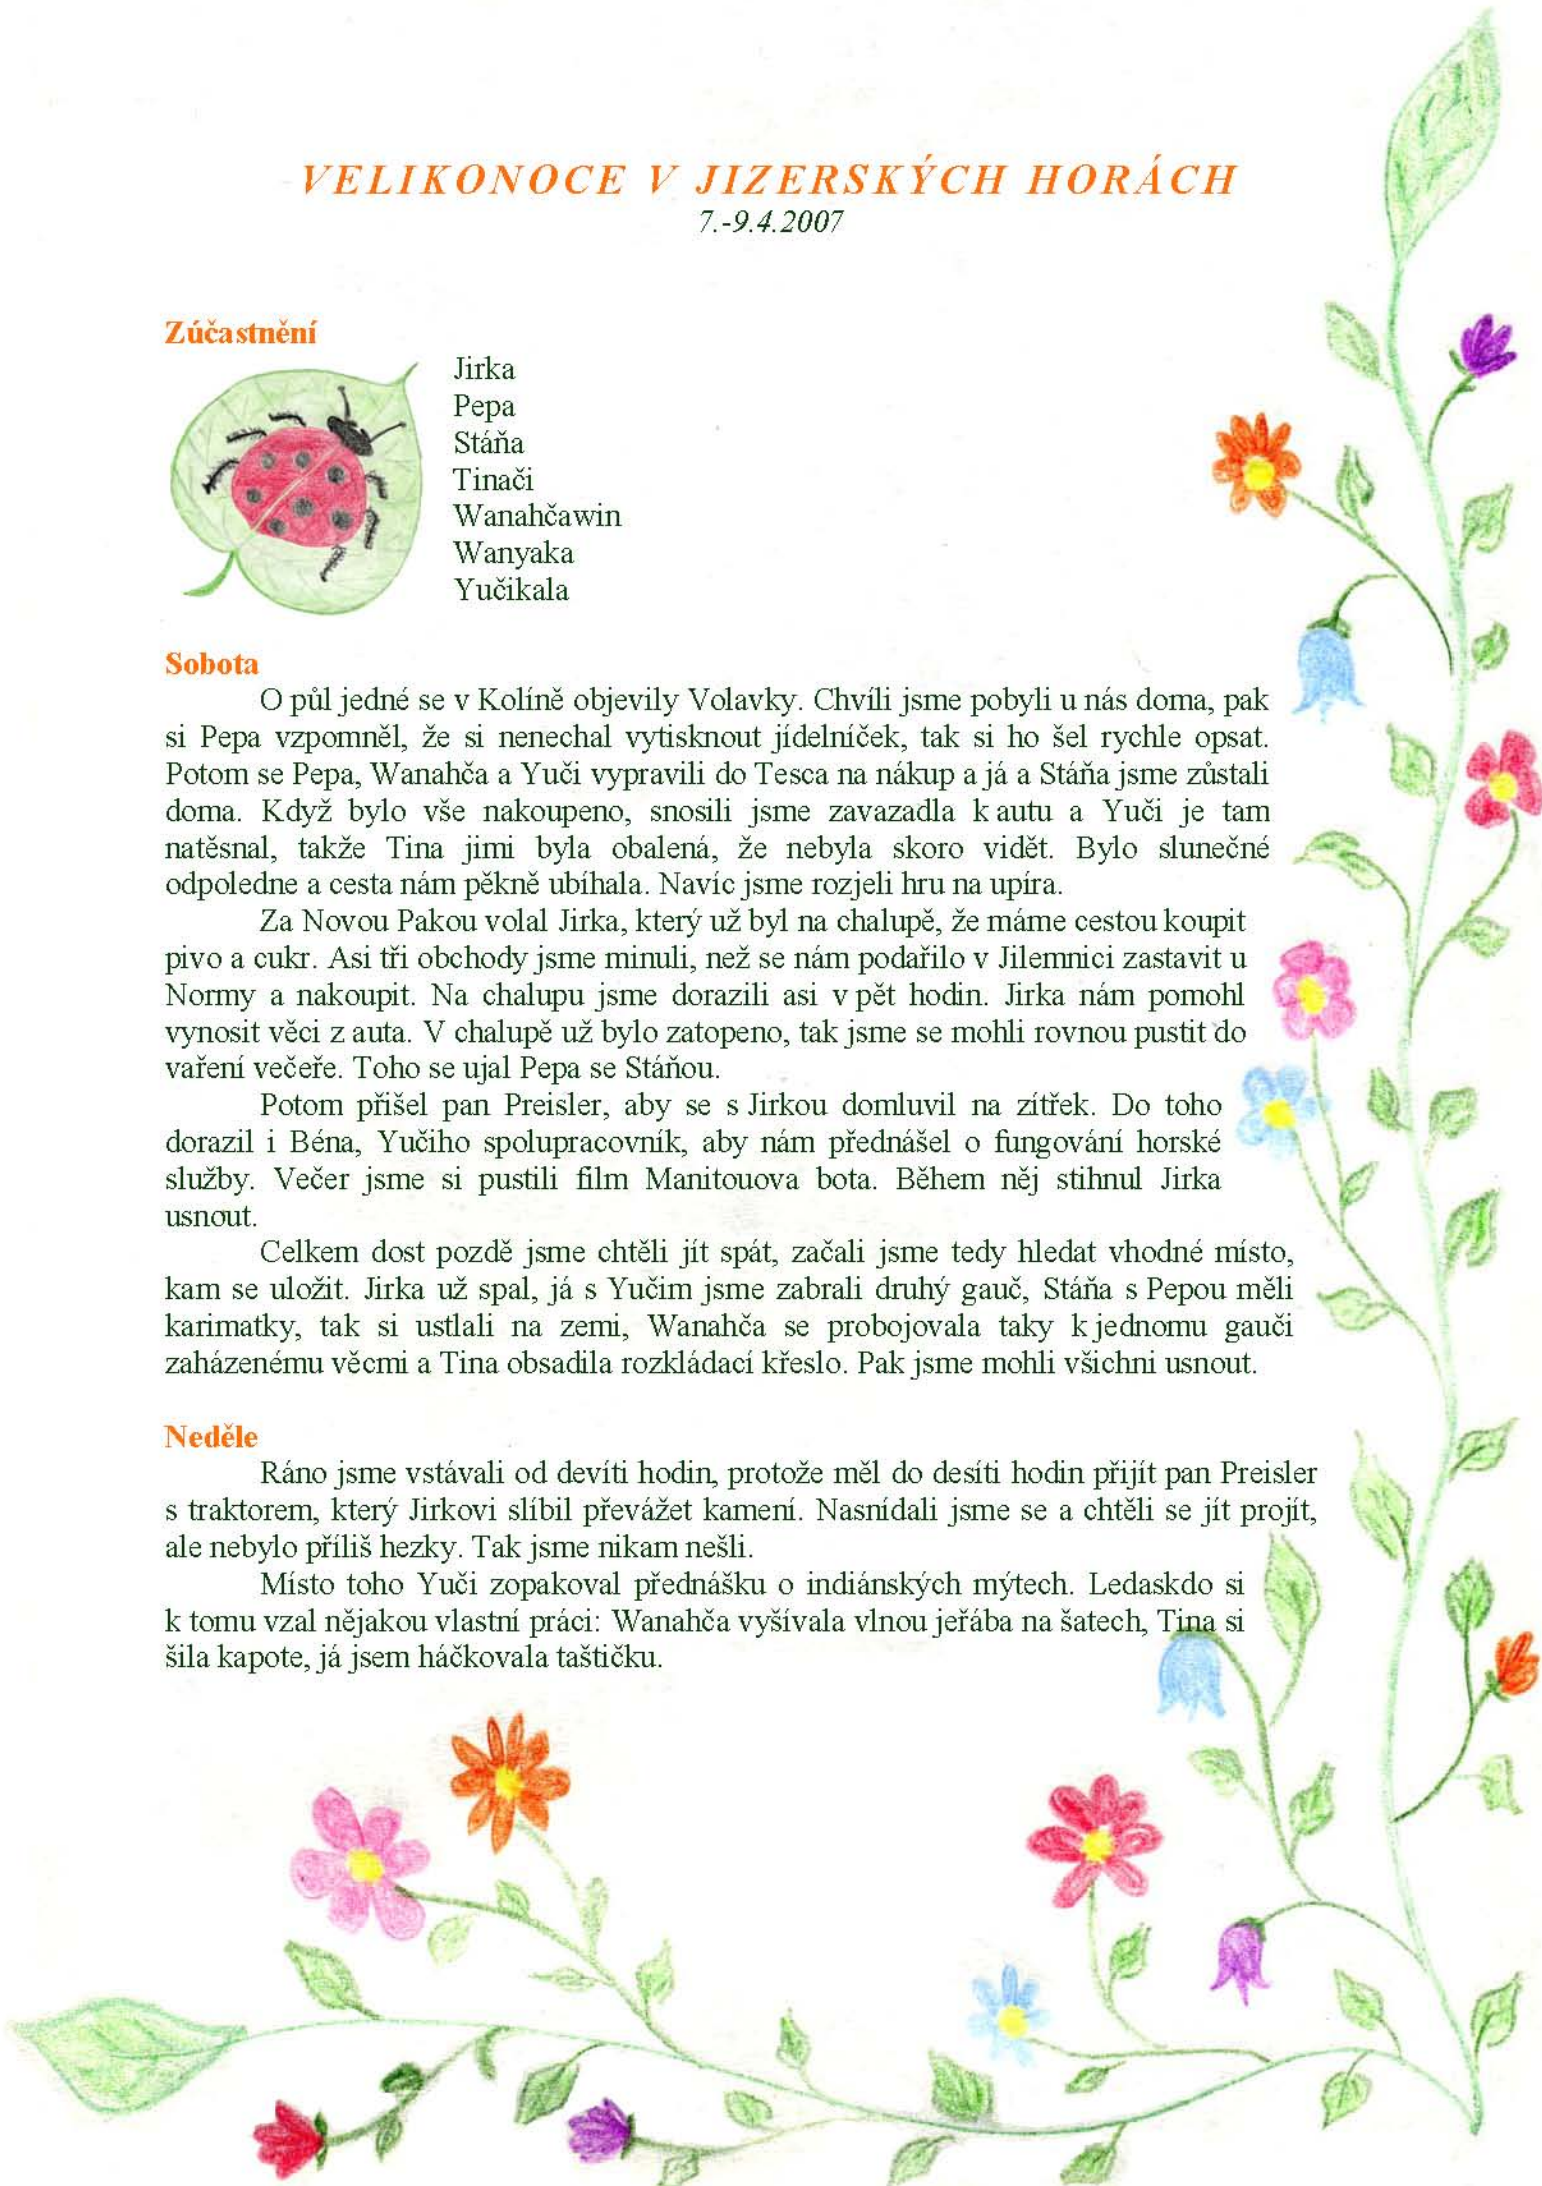 VELIKONOCE V JIZERSKÝCH HORÁCH
7.-9.4.2007
Zúčastnění
Jirka
Pepa
Stáňa
Tinači
Wanahčawin
Wanyaka
Yučikala
Sobota
O půl jedné se v Kolíně objevily Volavky. Chvíli jsme pobyli u nás doma, pak
si Pepa vzpomněl, že si nenechal vytisknout jídelníček, tak si ho šel rychle opsat.
Potom se Pepa, Wanahča a Yuči vypravili do Tesca na nákup a já a Stáňa jsme zůstali
doma. Když bylo vše nakoupeno, snosili jsme zavazadla k autu a Yuči je tam
natěsnal, takže Tina jimi byla obalená, že nebyla skoro vidět. Bylo slunečné
odpoledne a cesta nám pěkně ubíhala. Navíc jsme rozjeli hru na upíra.
Za Novou Pakou volal Jirka, který už byl na chalupě, že máme cestou koupit
pivo a cukr. Asi tři obchody jsme minuli, než se nám podařilo v Jilemnici zastavit u
Normy a nakoupit. Na chalupu jsme dorazili asi v pět hodin. Jirka nám pomohl
vynosit věci z auta. V chalupě už bylo zatopeno, tak jsme se mohli rovnou pustit do
vaření večeře. Toho se ujal Pepa se Stáňou.
Potom přišel pan Preisler, aby se s Jirkou domluvil na zítřek. Do toho
dorazil i Béna, Yučiho spolupracovník, aby nám přednášel o fungování horské
služby. Večer jsme si pustili film Manitouova bota. Během něj stihnul Jirka
usnout.
Celkem dost pozdě jsme chtěli jít spát, začali jsme tedy hledat vhodné místo,
kam se uložit. Jirka už spal, já s Yučim jsme zabrali druhý gauč, Stáňa s Pepou měli
karimatky, tak si ustlali na zemi, Wanahča se probojovala taky k jednomu gauči
zaházenému věcmi a Tina obsadila rozkládací křeslo. Pak jsme mohli všichni usnout.
Neděle
Ráno jsme vstávali od devíti hodin, protože měl do desíti hodin přijít pan Preisler
s traktorem, který Jirkovi slíbil převážet kamení. Nasnídali jsme se a chtěli se jít projít,
ale nebylo příliš hezky. Tak jsme nikam nešli.
Místo toho Yuči zopakoval přednášku o indiánských mýtech. Ledaskdo si
k tomu vzal nějakou vlastní práci: Wanahča vyšívala vlnou jeřába na šatech, Tina si
šila kapote, já jsem háčkovala taštičku.